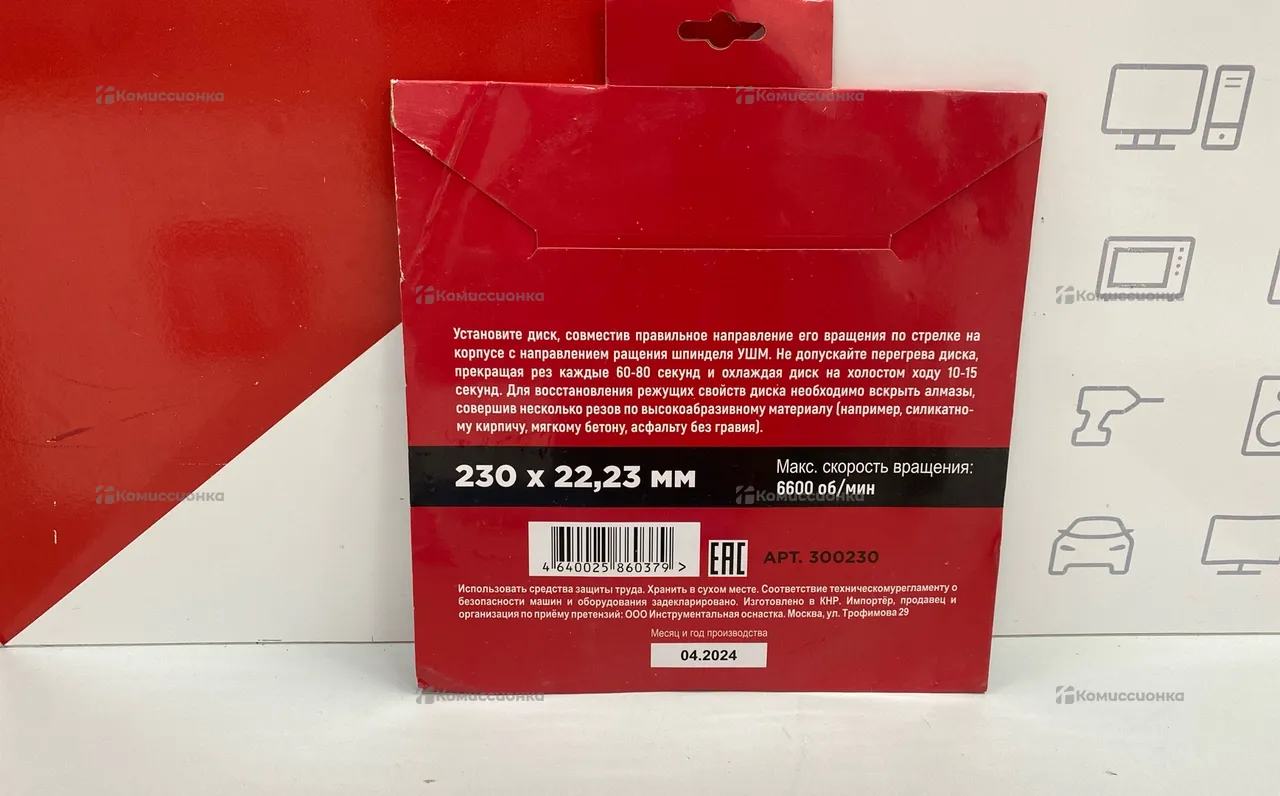 Комиссионка
Комиссионка
Комиссионка
Комиссионка
Установите диск, совместив правильное направление его вращения по стрелке на
корпусе с направлением ращения шпинделя УШМ. Не допускайте перегрева диска,
прекращая рез каждые 60-80 секунд и охлаждая диск на холостом ходу 10-15
секунд. Для восстановления режущих свойств диска необходимо вскрыть алмазы,
совершив несколько резов по высокоабразивному материалу (например, силикатно-
му кирпичу, мягкому бетону, асфальту без гравия).
230 х 22,23 мм
Макс. скорость вращения:
6600 об/мин
Комиссионка
Комиссионка
4 640025 860379 >
EAC
АРТ. 300230
Использовать средства защиты труда. Хранить в сухом месте. Соответствие техническомурегламенту о
безопасности машин и оборудования задекларировано. Изготовлено в КНР. Импортёр, продавец и
организация по приёму претензий: ООО Инструментальная оснастка. Москва, ул. Трофимова 29
Месяц и год производства
04.2024
Комиссионка
Комиссионка